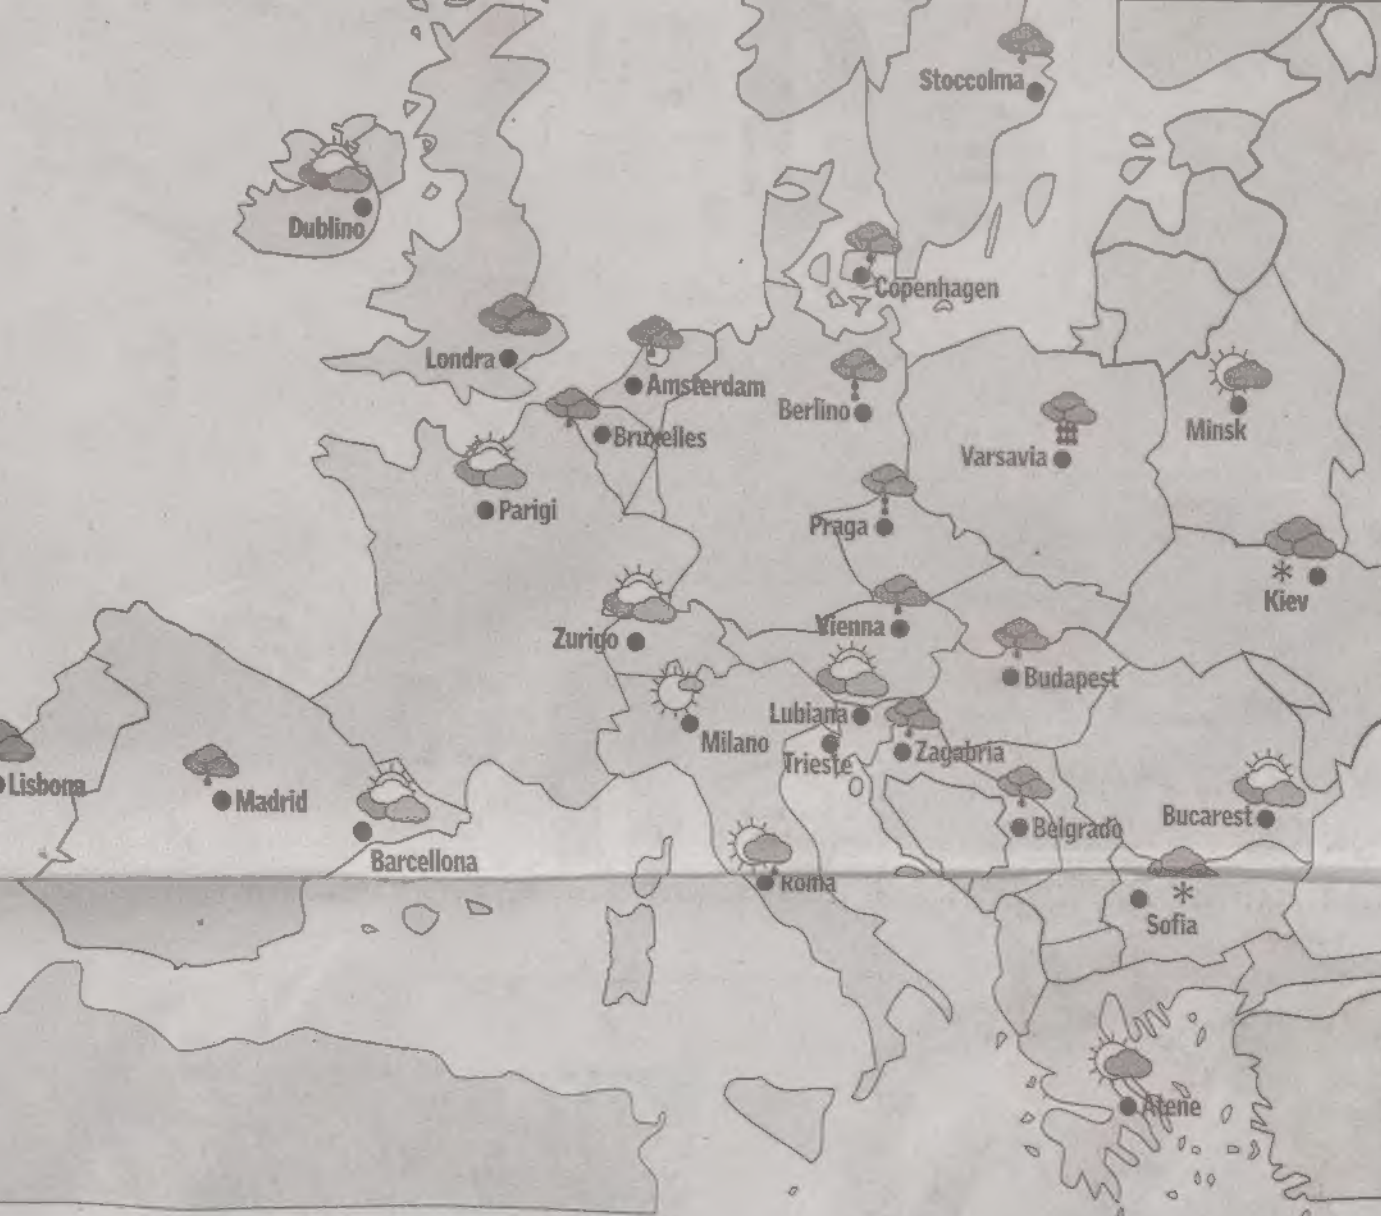 Stoccolma
Dublino
Copenhagen
Londra
Amsterdam
Berlino
Bruxelles
Minsk
Varsavia
Parigi
Praga
Kiev
Vienna
Zurigo
Budapest
Lubiana
Milano
Zagabria
Trieste
Lisbona
Madrid
Bucarest
Belgrado
Barcellona
Roma
Sofia
Atene